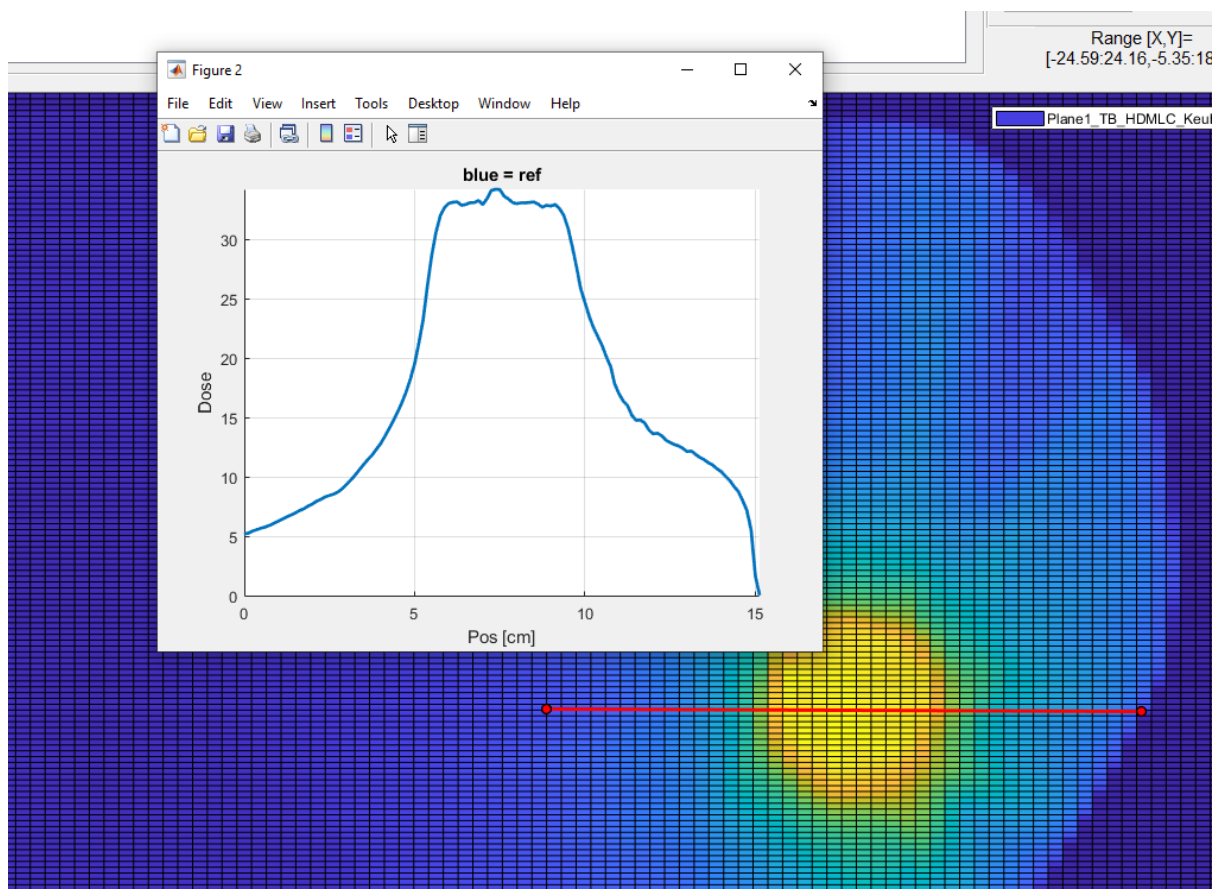 Range [X,Y]=
[-24.59:24.16,-5.35:18
Figure 2
File Edit View Insert Tools Desktop Window Help
Plane1_TB_HDMLC_Keul
blue = ref
30
25
20
15
10
5
0
Dose
0 5 10 15
Pos [cm]